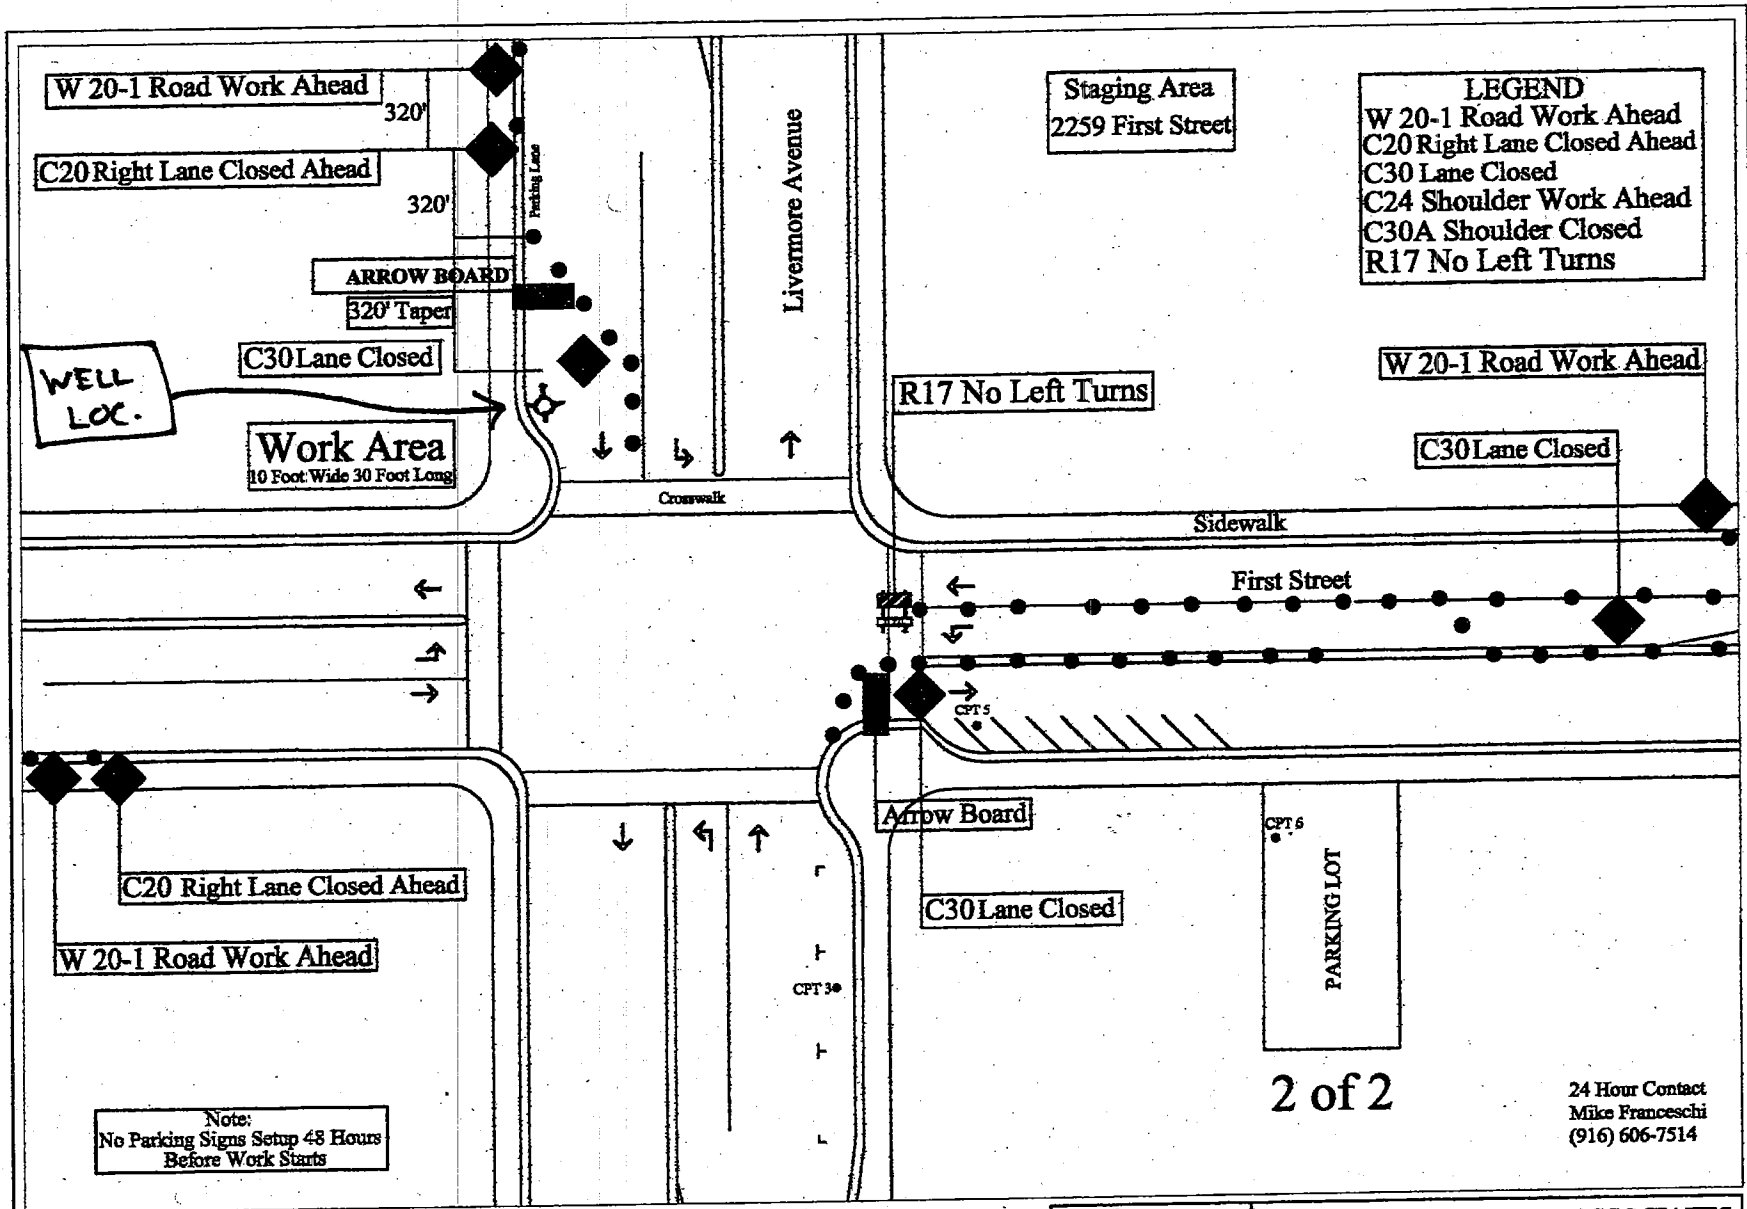 W 20-1 Road Work Ahead
320'
C20 Right Lane Closed Ahead
320'
Parking Lane
ARROW BOARD
320' Taper
C30 Lane Closed
WELL
LOC.
Work Area
10 Foot Wide 30 Foot Long
Livermore Avenue
Staging Area
2259 First Street
LEGEND
W 20-1 Road Work Ahead
C20 Right Lane Closed Ahead
C30 Lane Closed
C24 Shoulder Work Ahead
C30A Shoulder Closed
R17 No Left Turns
W 20-1 Road Work Ahead
R17 No Left Turns
C30 Lane Closed
Crosswalk
Sidewalk
First Street
CPT 5
Arrow Board
C30 Lane Closed
C20 Right Lane Closed Ahead
W 20-1 Road Work Ahead
CPT 6
PARKING LOT
CPT 3
2 of 2
24 Hour Contact
Mike Franceschi
(916) 606-7514
Note:
No Parking Signs Setup 48 Hours
Before Work Starts